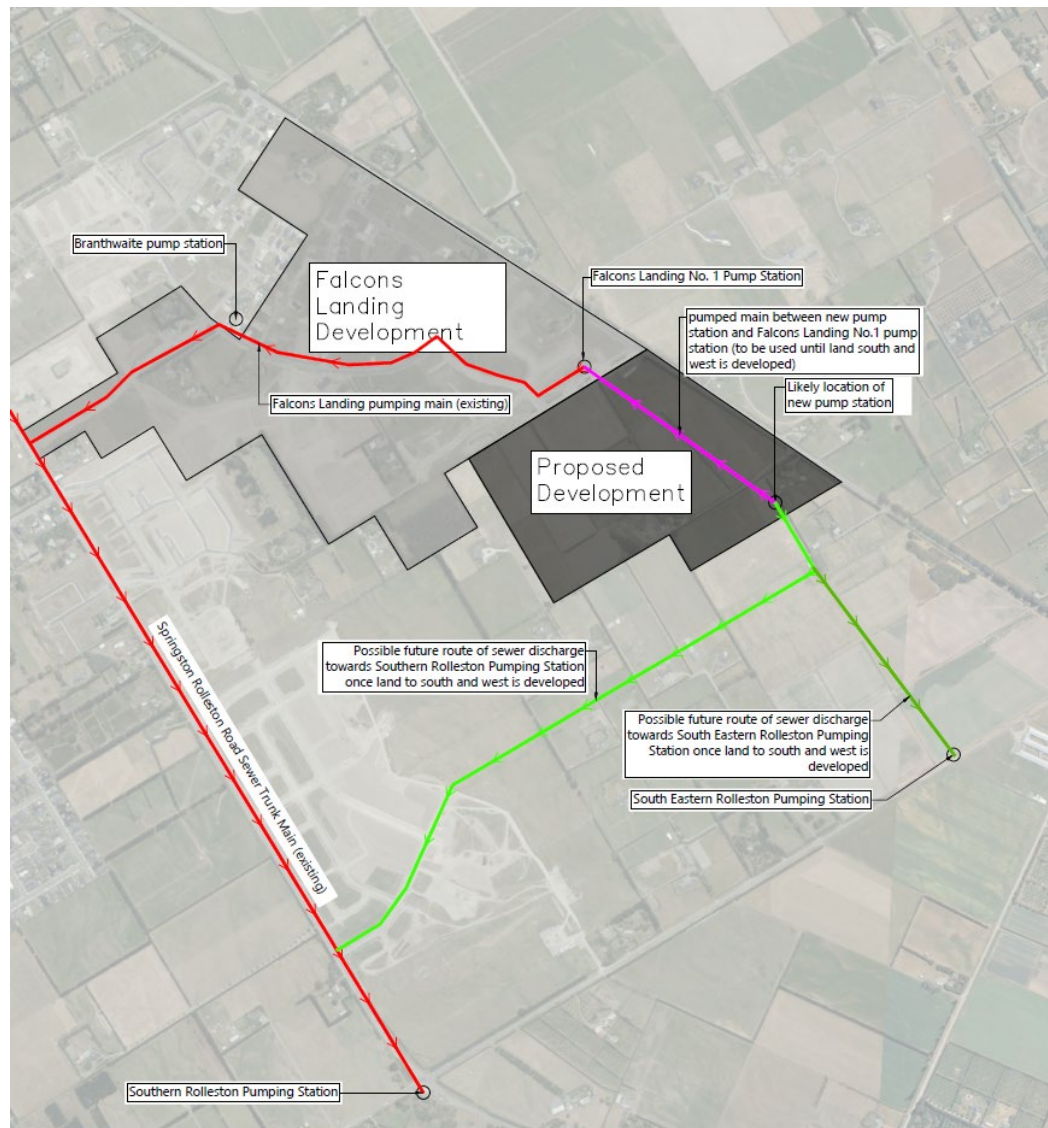 Branthwaite pump station
Falcons
Landing
Development
Falcons Landing No. 1 Pump Station
pumped main between new pump
station and Falcons Landing No.1 pump
station (to be used until land south and
west is developed)
Likely location of
new pump station
Falcons Landing pumping main (existing)
Proposed
Development
Springston Rolleston Road Sewer Trunk Main (existing)
Possible future route of sewer discharge
towards Southern Rolleston Pumping Station
once land to south and west is developed
Possible future route of sewer discharge
towards South Eastern Rolleston Pumping
Station once land to south and west is
developed
South Eastern Rolleston Pumping Station
Southern Rolleston Pumping Station